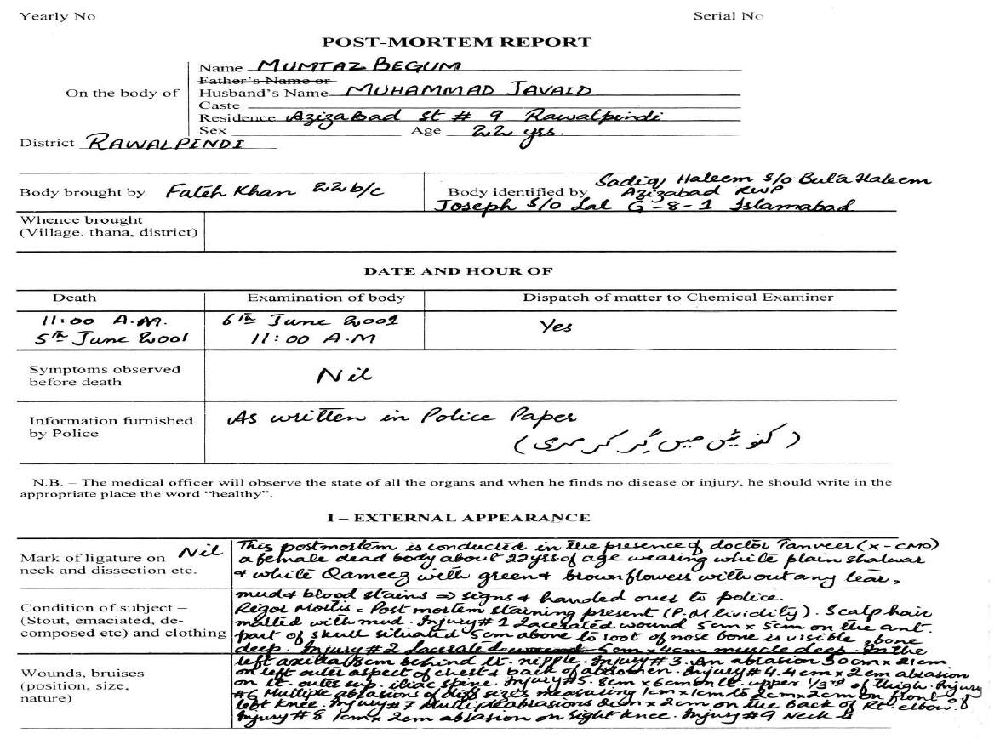 Yearly No Serial No
POST-MORTEM REPORT
On the body of
Name MUMTAZ BEGUM
Father's Name or
Husband's Name MUHAMMAD JAVAID
Caste
Residence Azizabad St # 9 Rawalpindi
Sex Age 22 yrs.
District RAWALPINDI
Body brought by Fateh Khan 22 b/c
Body identified by Sadiq Haleem S/o Buta Haleem
Azizabad RWP
Joseph S/o Lal G-8-1 Islamabad
Whence brought
(Village, thana, district)
DATE AND HOUR OF
Death Examination of body Dispatch of matter to Chemical Examiner
11:00 A.M. 6th June 2001 Yes
5th June 2001 11:00 A.M
Symptoms observed
before death
Nil
Information furnished
by Police
As written in Police Paper
(کنوئیں میں گر کر مری)
N.B. – The medical officer will observe the state of all the organs and when he finds no disease or injury, he should write in the
appropriate place the word "healthy".
I – EXTERNAL APPEARANCE
Mark of ligature on
neck and dissection etc.
Nil
Condition of subject –
(Stout, emaciated, de-
composed etc) and clothing
Wounds, bruises
(position, size,
nature)
This postmortem is conducted in the presence of doctor Tanveer (X-CMO)
a female dead body about 22 yrs of age wearing white plain shalwar
& white Qameez with green & brown flowers without any tear,
mud & blood stains ⇒ signs & handed over to police.
Rigor Mortis = Post mortem staining present (P.M lividity). Scalp hair
matted with mud. Injury # 1 Lacerated wound 5cm x 5cm on the ant.
part of skull situated 5cm above to root of nose bone is visible, bone
deep. Injury # 2 Lacerated wound 5cm x 4cm muscle deep. In the
left axilla 18cm behind lt. nipple. Injury # 3. An abrasion 30cm x 21cm
on left outer aspect of chest & back of abdomen. Injury # 4. 4cm x 2cm abrasion
on lt. outer sup. iliac spine. Injury #5. 8cm x 6cm on lt. upper 1/3rd of thigh. Injury
#6 Multiple abrasions of diff sizes measuring 1cm x 1cm to 2cm x 2cm on front of
left knee. Injury # 7 Multiple abrasions 2cm x 2cm on the back of Rt. elbow.
Injury # 8 1cm x 2cm abrasion on right knee. Injury # 9 Neck is